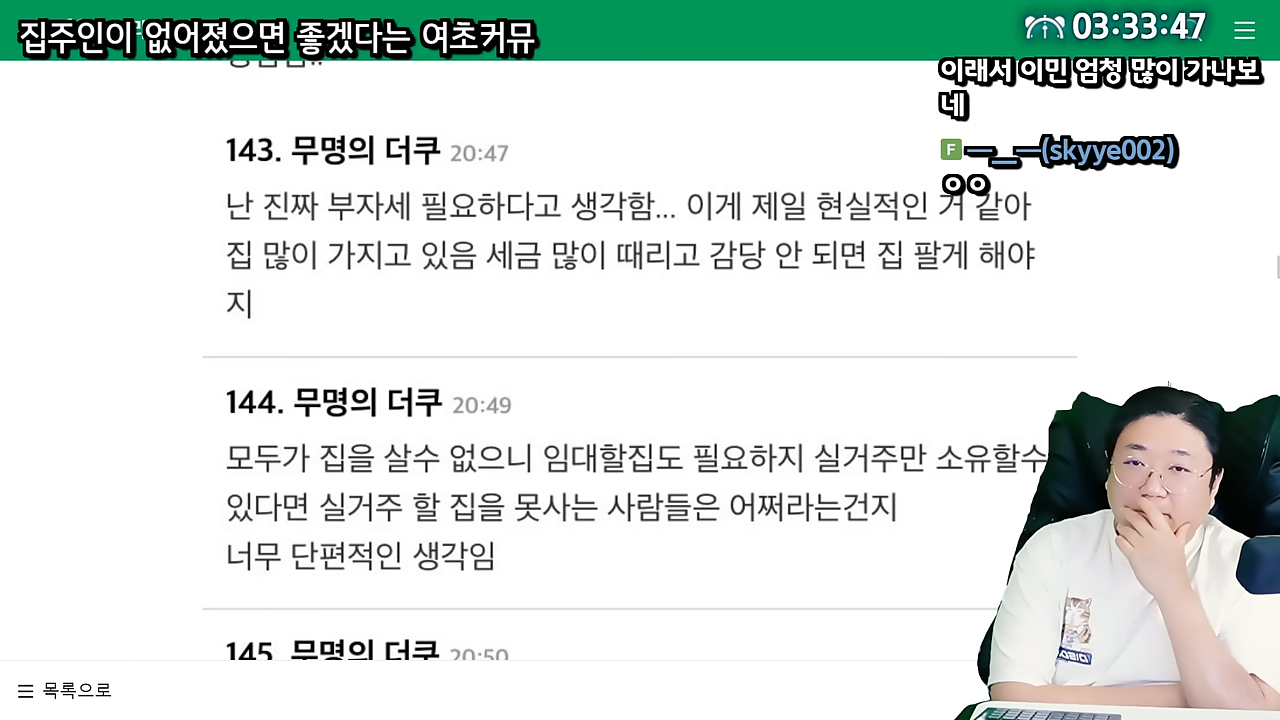 집주인이 없어졌으면 좋겠다는 여초커뮤
03:33:47
이래서 이민 엄청 많이 가나보
네
F ㅡ__ㅡ(skyye002)
ㅇㅇ
143. 무명의 더쿠 20:47
난 진짜 부자세 필요하다고 생각함... 이게 제일 현실적인 거 같아
집 많이 가지고 있음 세금 많이 때리고 감당 안 되면 집 팔게 해야
지
144. 무명의 더쿠 20:49
모두가 집을 살수 없으니 임대할집도 필요하지 실거주만 소유할수
있다면 실거주 할 집을 못사는 사람들은 어쩌라는건지
너무 단편적인 생각임
145. 무명의 더쿠 20:50
목록으로